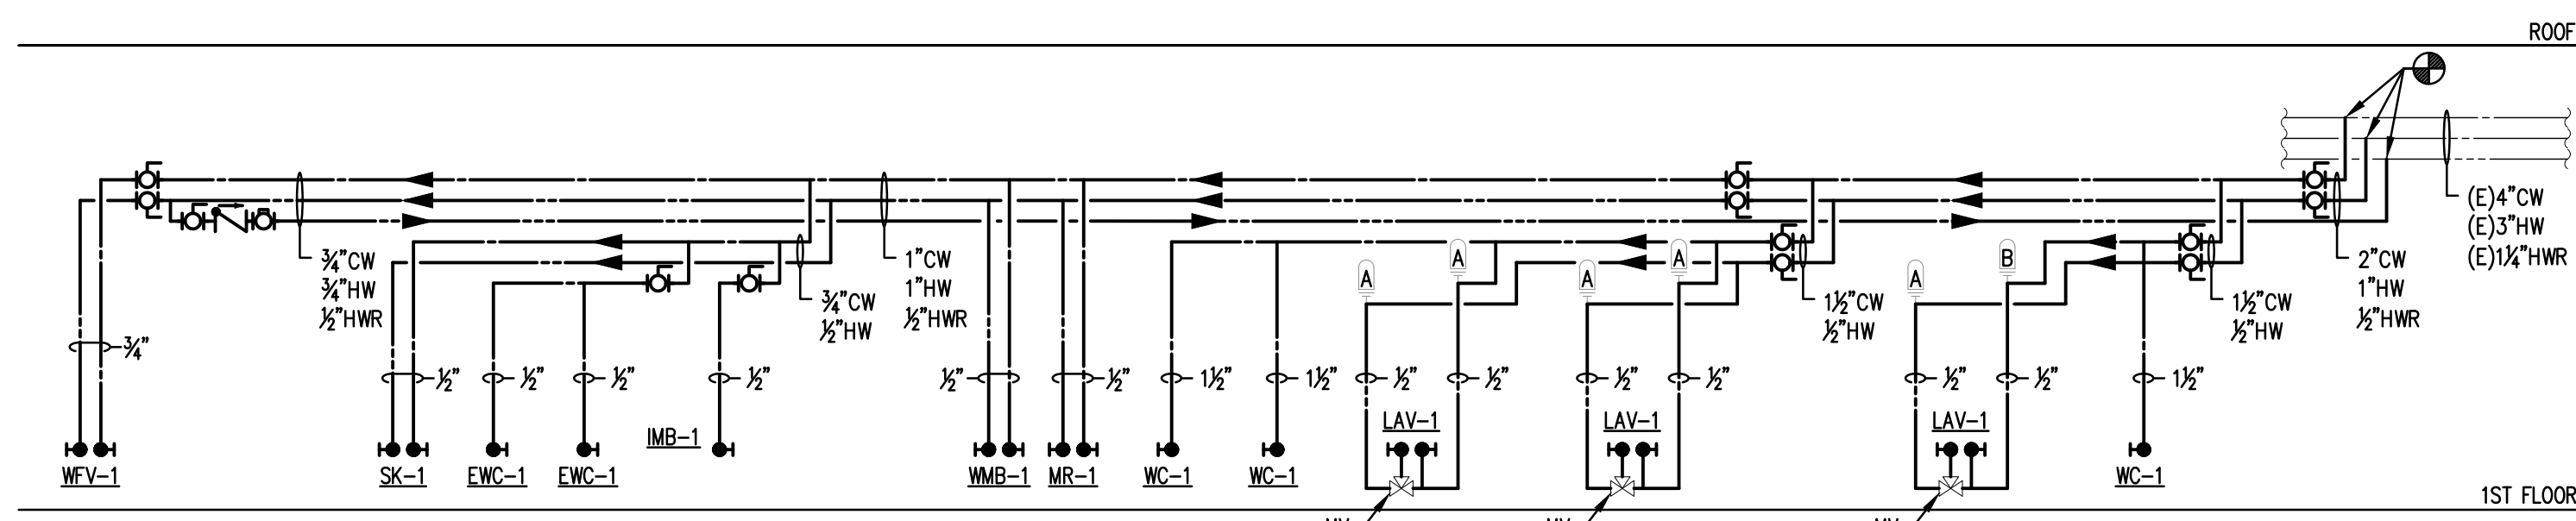 ROOF
(E)4"CW
(E)3"HW
(E)1¼"HWR
A
A
A
A
A
B
¾"CW
¾"HW
½"HWR
¾"CW
½"HW
1"CW
1"HW
½"HWR
1½"CW
½"HW
1½"CW
½"HW
2"CW
1"HW
½"HWR
¾"
½"
½"
½"
½"
½"
½"
1½"
1½"
½"
½"
½"
½"
½"
½"
1½"
IMB-1
LAV-1
LAV-1
LAV-1
WFV-1
SK-1
EWC-1
EWC-1
WMB-1
MR-1
WC-1
WC-1
WC-1
1ST FLOOR